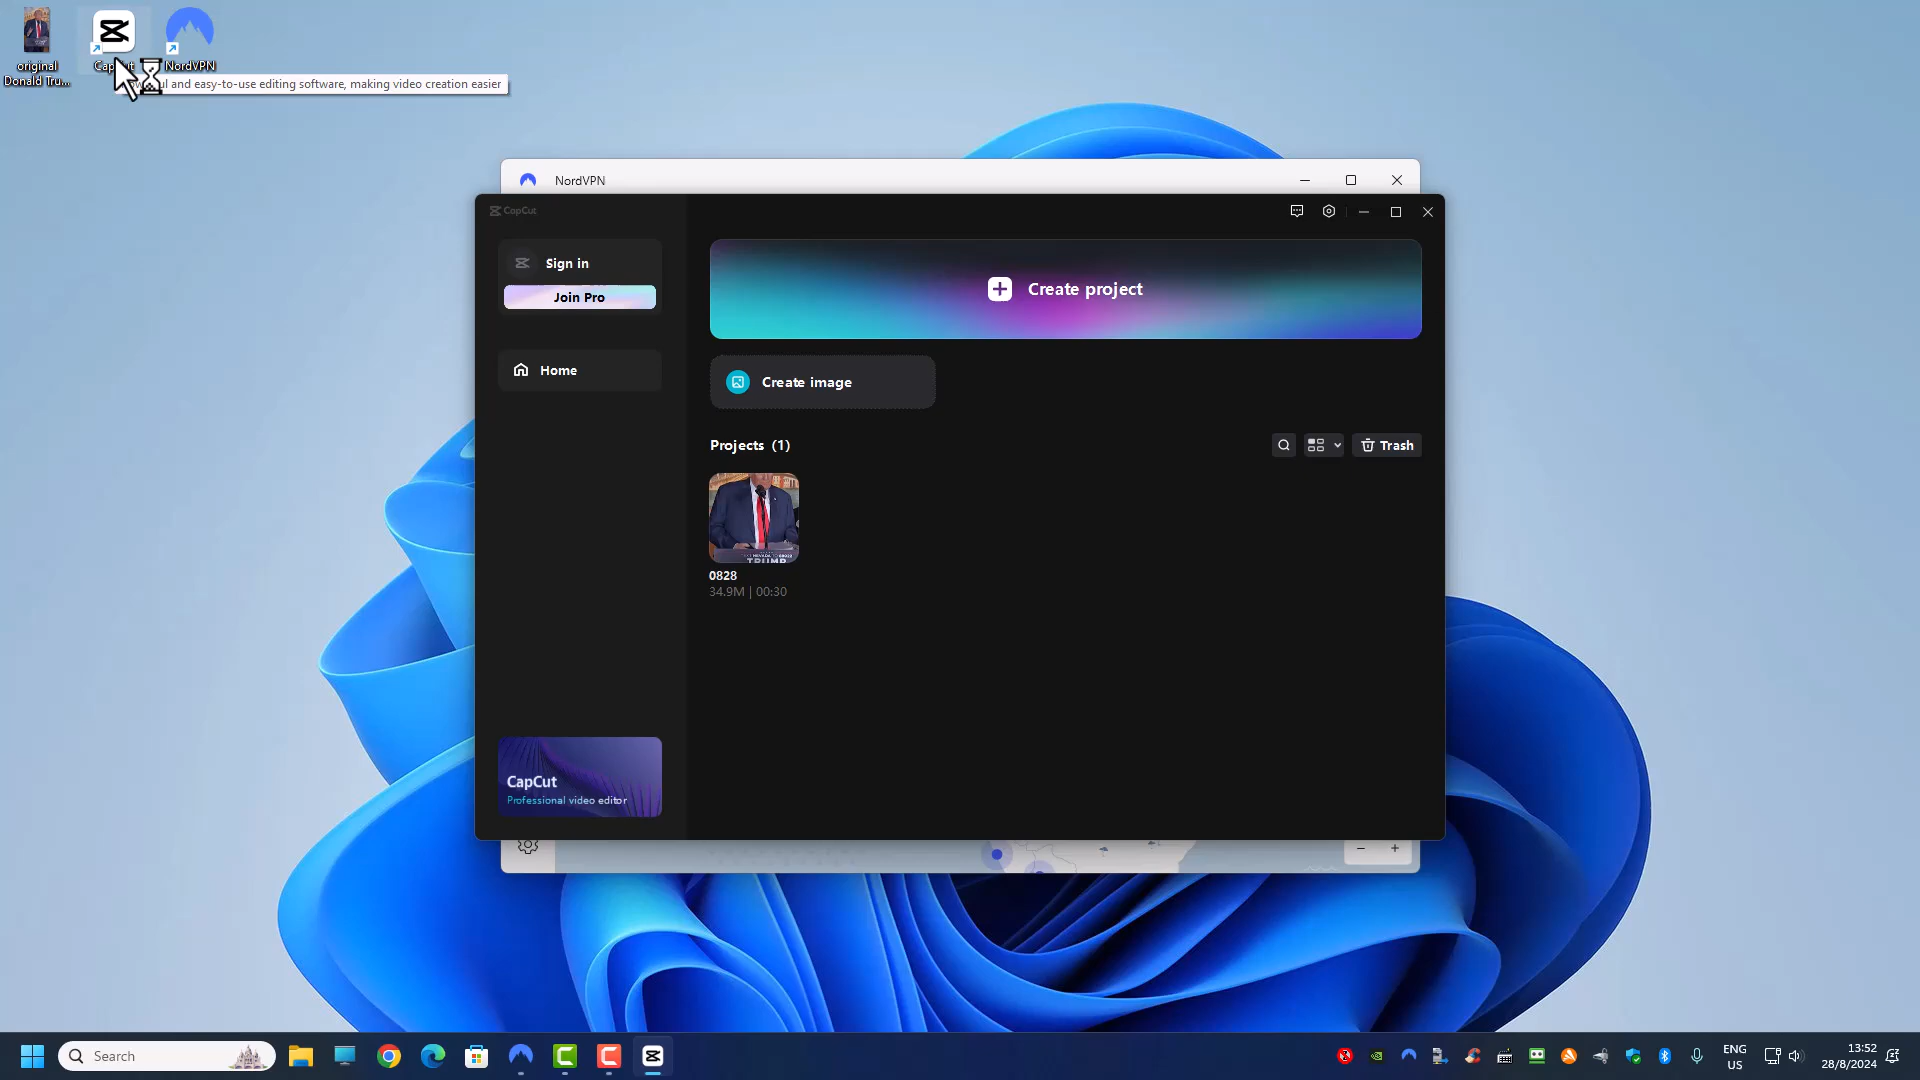 original
Donald Tru...
NordVPN
and easy-to-use editing software, making video creation easier
NordVPN
CapCut
Sign in
Join Pro
Home
Create project
Create image
Projects (1)
Trash
TRUMP
0828
34.9M | 00:30
CapCut
Professional video editor
Search
ENG
US
13:52
28/8/2024